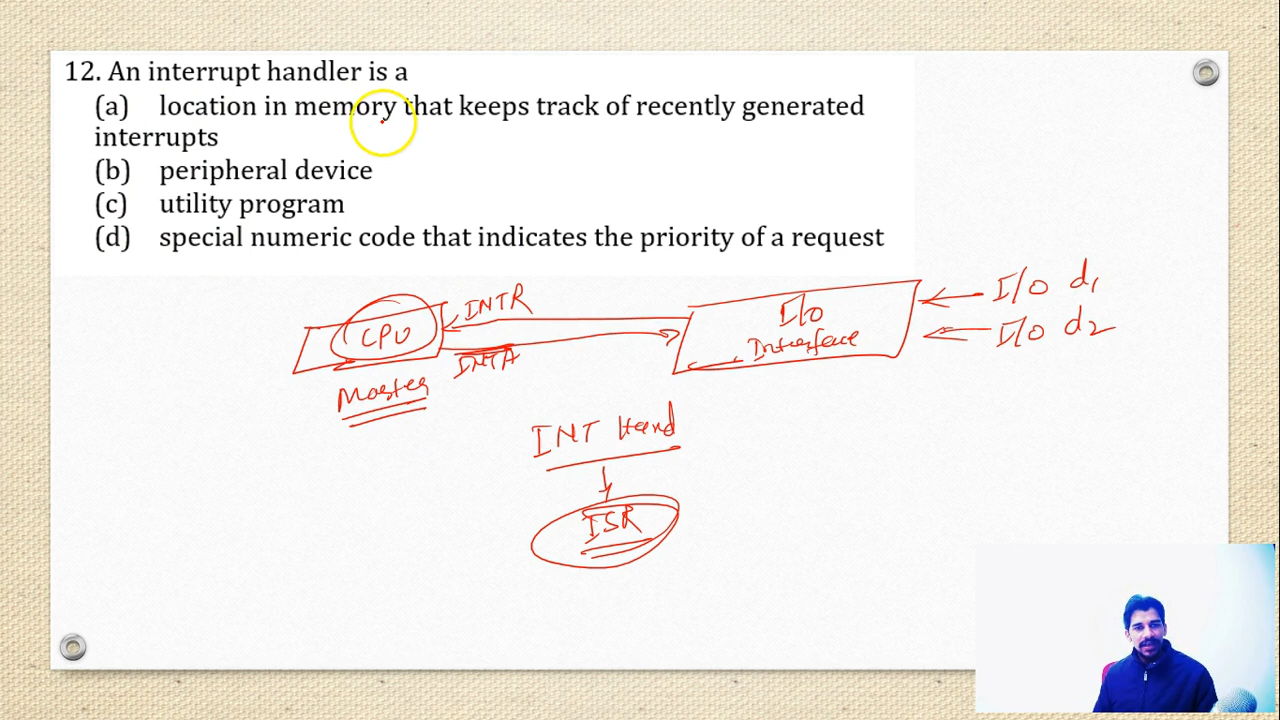 12. An interrupt handler is a
(a) location in memory that keeps track of recently generated
interrupts
(b) peripheral device
(c) utility program
(d) special numeric code that indicates the priority of a request
INTR
I/O d1
CPU
I/O
I/O d2
Interface
INTA
Master
INT Hand
ISR